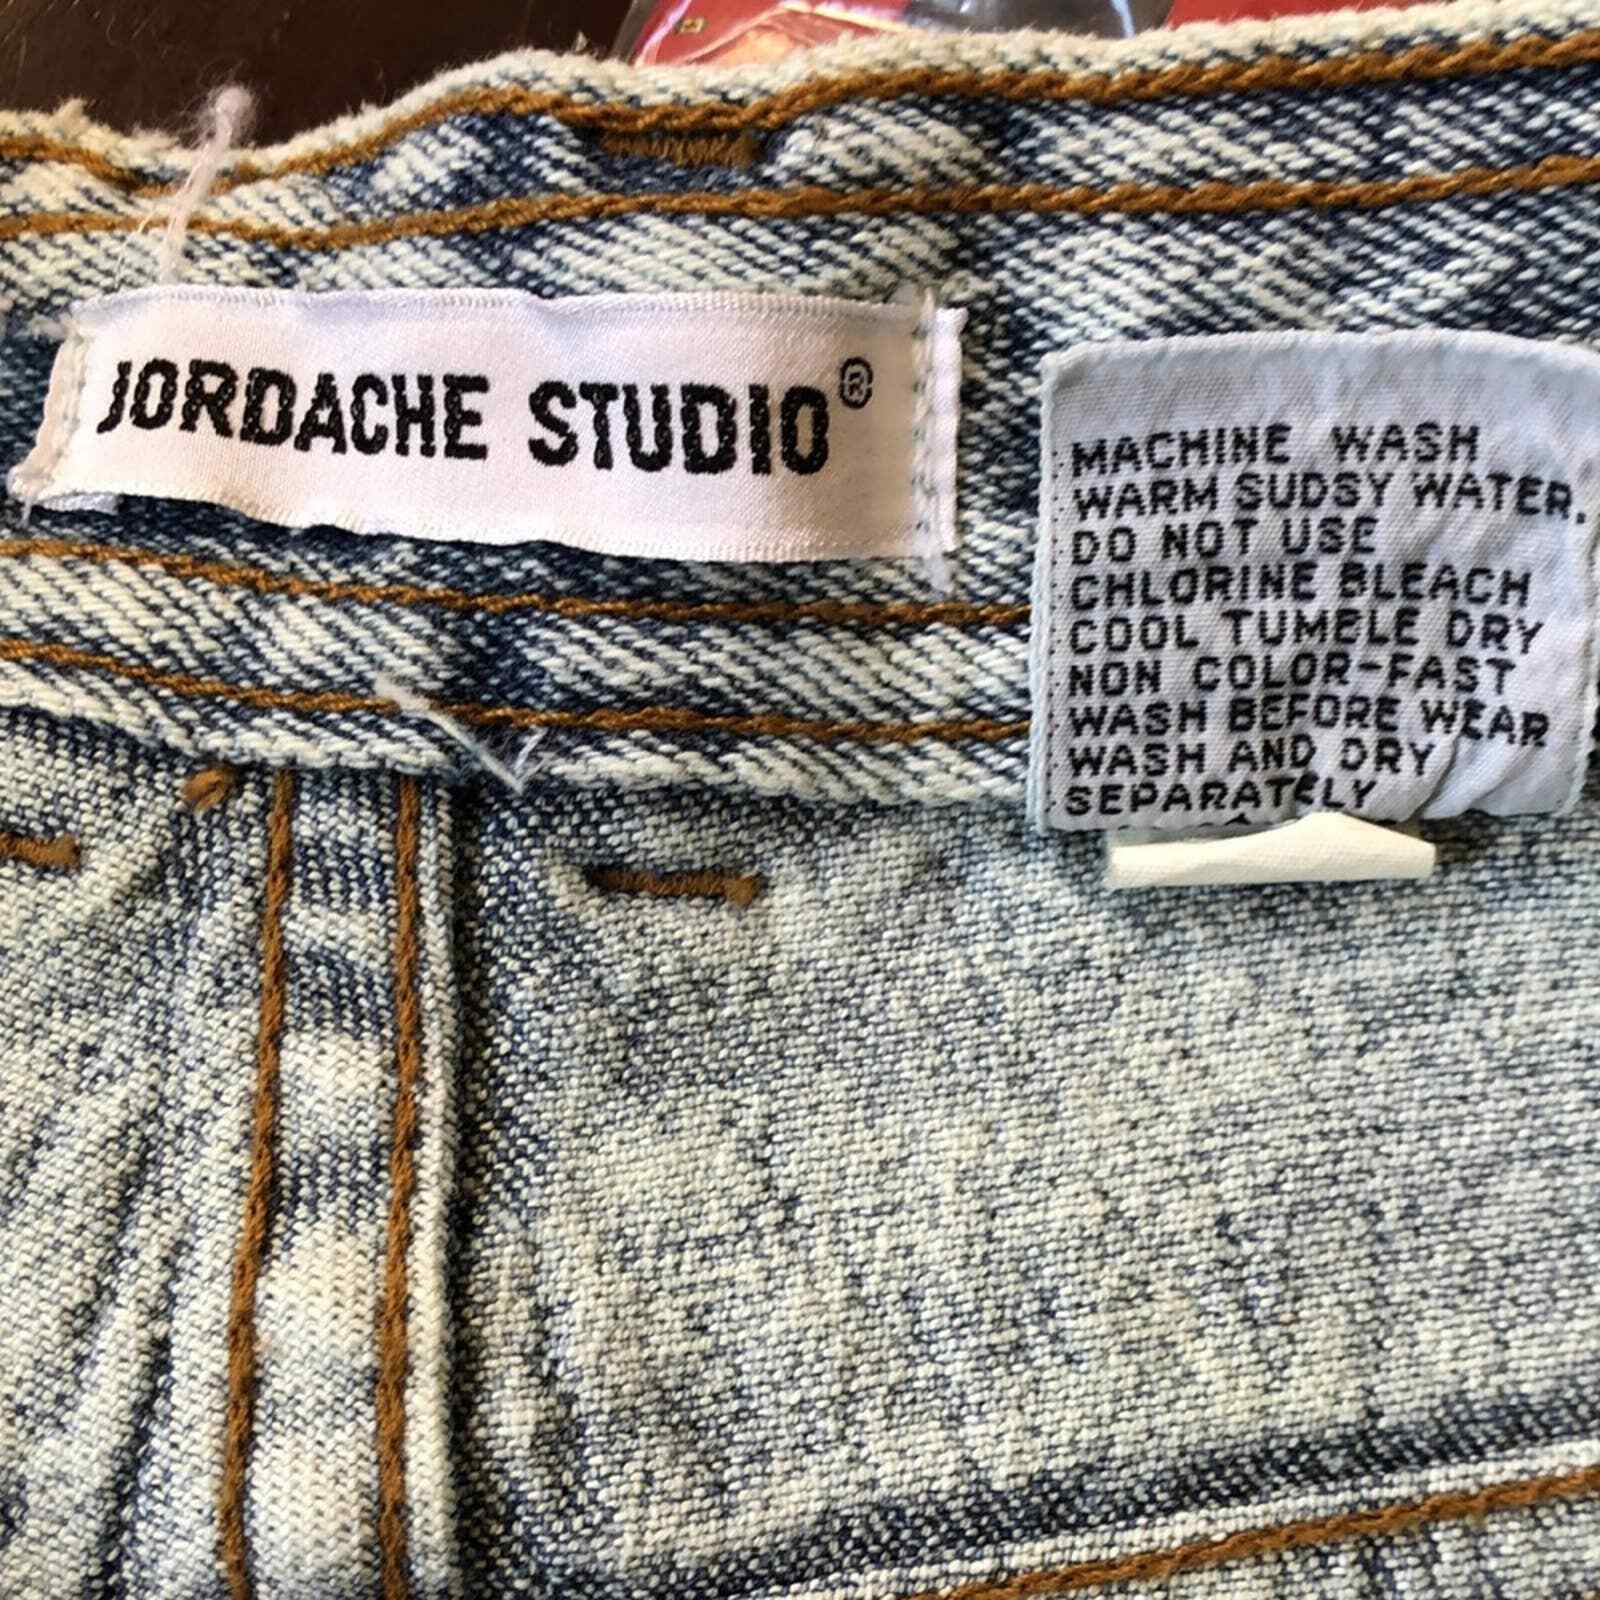 JORDACHE STUDIO®
MACHINE WASH
WARM SUDSY WATER.
DO NOT USE
CHLORINE BLEACH
COOL TUMBLE DRY
NON COLOR-FAST
WASH BEFORE WEAR
WASH AND DRY
SEPARATELY